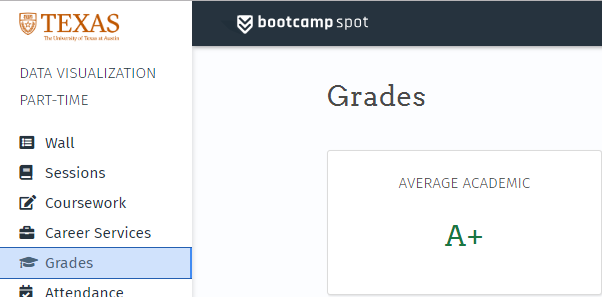 TEXAS
The University of Texas at Austin
bootcamp spot
DATA VISUALIZATION
PART-TIME
Wall
Sessions
Coursework
Career Services
Grades
Attendance
Grades
AVERAGE ACADEMIC
A+